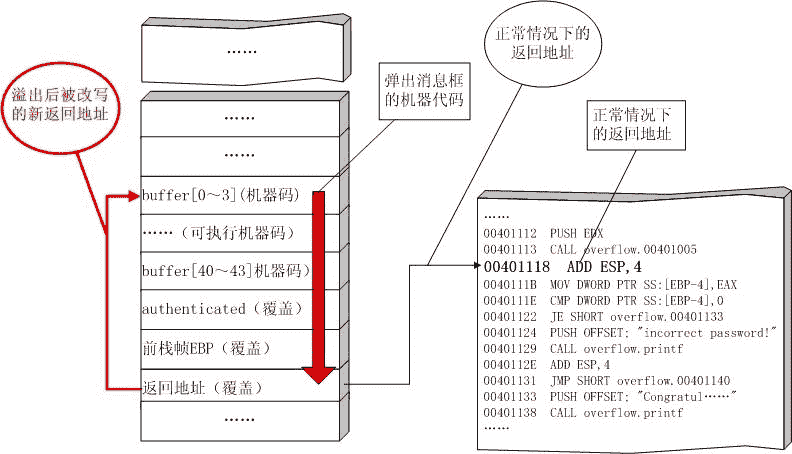 ……
溢出后被改写
的新返回地址
弹出消息框
的机器代码
正常情况下的
返回地址
正常情况下
的返回地址
……
……
buffer[0～3](机器码)
……（可执行机器码）
buffer[40～43]机器码）
authenticated（覆盖）
前栈帧EBP（覆盖）
返回地址（覆盖）
……
……
00401112 PUSH EDX
00401113 CALL overflow.00401005
00401118 ADD ESP,4
0040111B MOV DWORD PTR SS:[EBP-4],EAX
0040111E CMP DWORD PTR SS:[EBP-4],0
00401122 JE SHORT overflow.00401133
00401124 PUSH OFFSET: "incorrect password!"
00401129 CALL overflow.printf
0040112E ADD ESP,4
00401131 JMP SHORT overflow.00401140
00401133 PUSH OFFSET: "Congratul……"
00401138 CALL overflow.printf
……